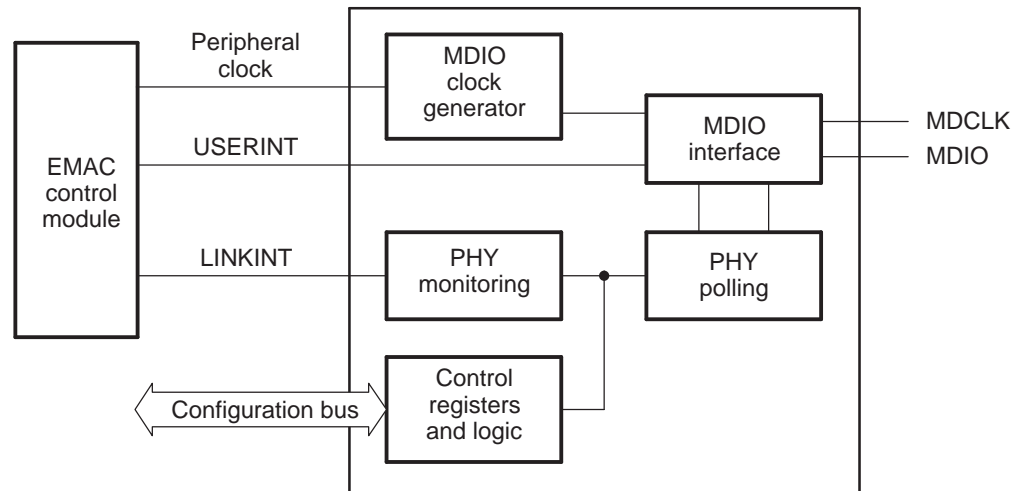 Peripheral
clock
MDIO
clock
generator
MDIO
interface
MDCLK
MDIO
USERINT
EMAC
control
module
LINKINT
PHY
monitoring
PHY
polling
Control
registers
and logic
Configuration bus